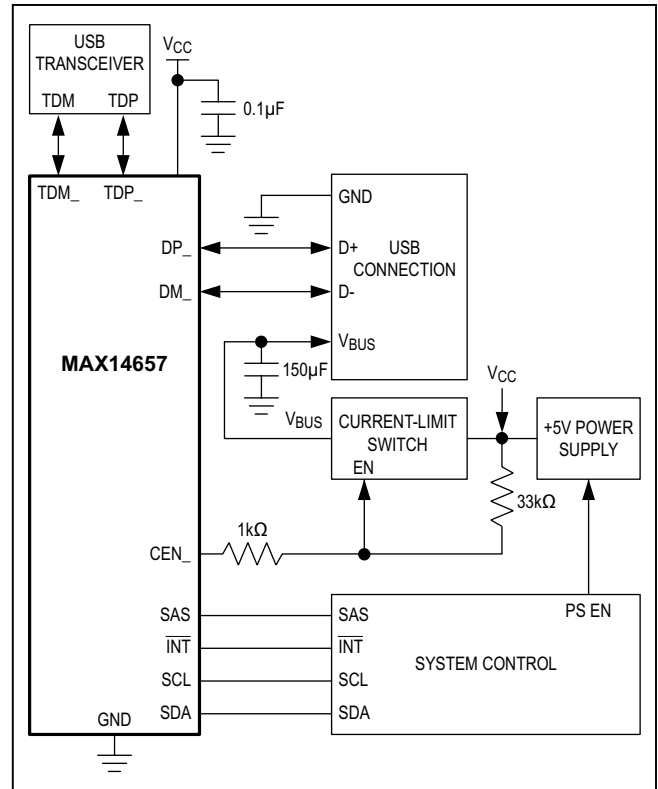 USB
TRANSCEIVER
TDM TDP
VCC
0.1µF
TDM_ TDP_
GND
DP_
D+
USB
CONNECTION
DM_
D-
VBUS
MAX14657
150µF
VCC
VBUS
CURRENT-LIMIT
SWITCH
EN
+5V POWER
SUPPLY
33kΩ
1kΩ
CEN_
PS EN
SAS
SAS
INT
INT
SYSTEM CONTROL
SCL
SCL
SDA
SDA
GND